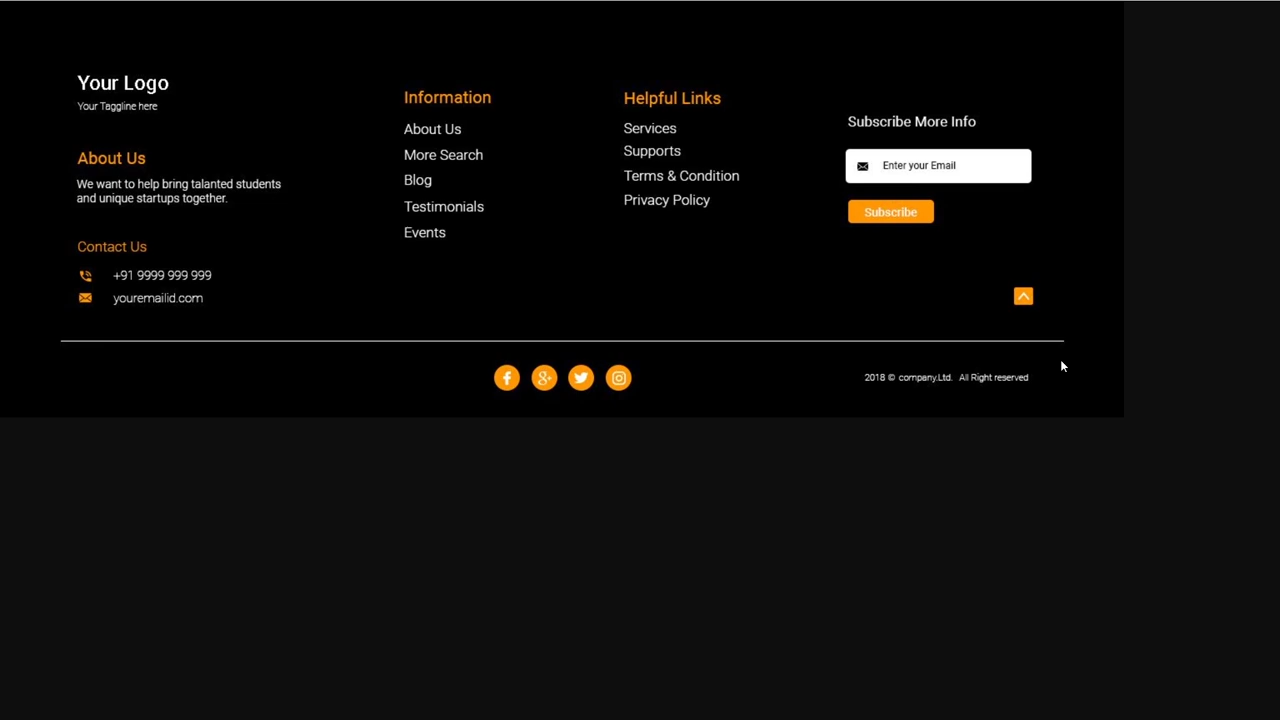 Your Logo
Your Taggline here
About Us
We want to help bring talanted students
and unique startups together.
Contact Us
+91 9999 999 999
youremailid.com
Information
About Us
More Search
Blog
Testimonials
Events
Helpful Links
Services
Supports
Terms & Condition
Privacy Policy
Subscribe More Info
Enter your Email
Subscribe
2018 © company.Ltd. All Right reserved